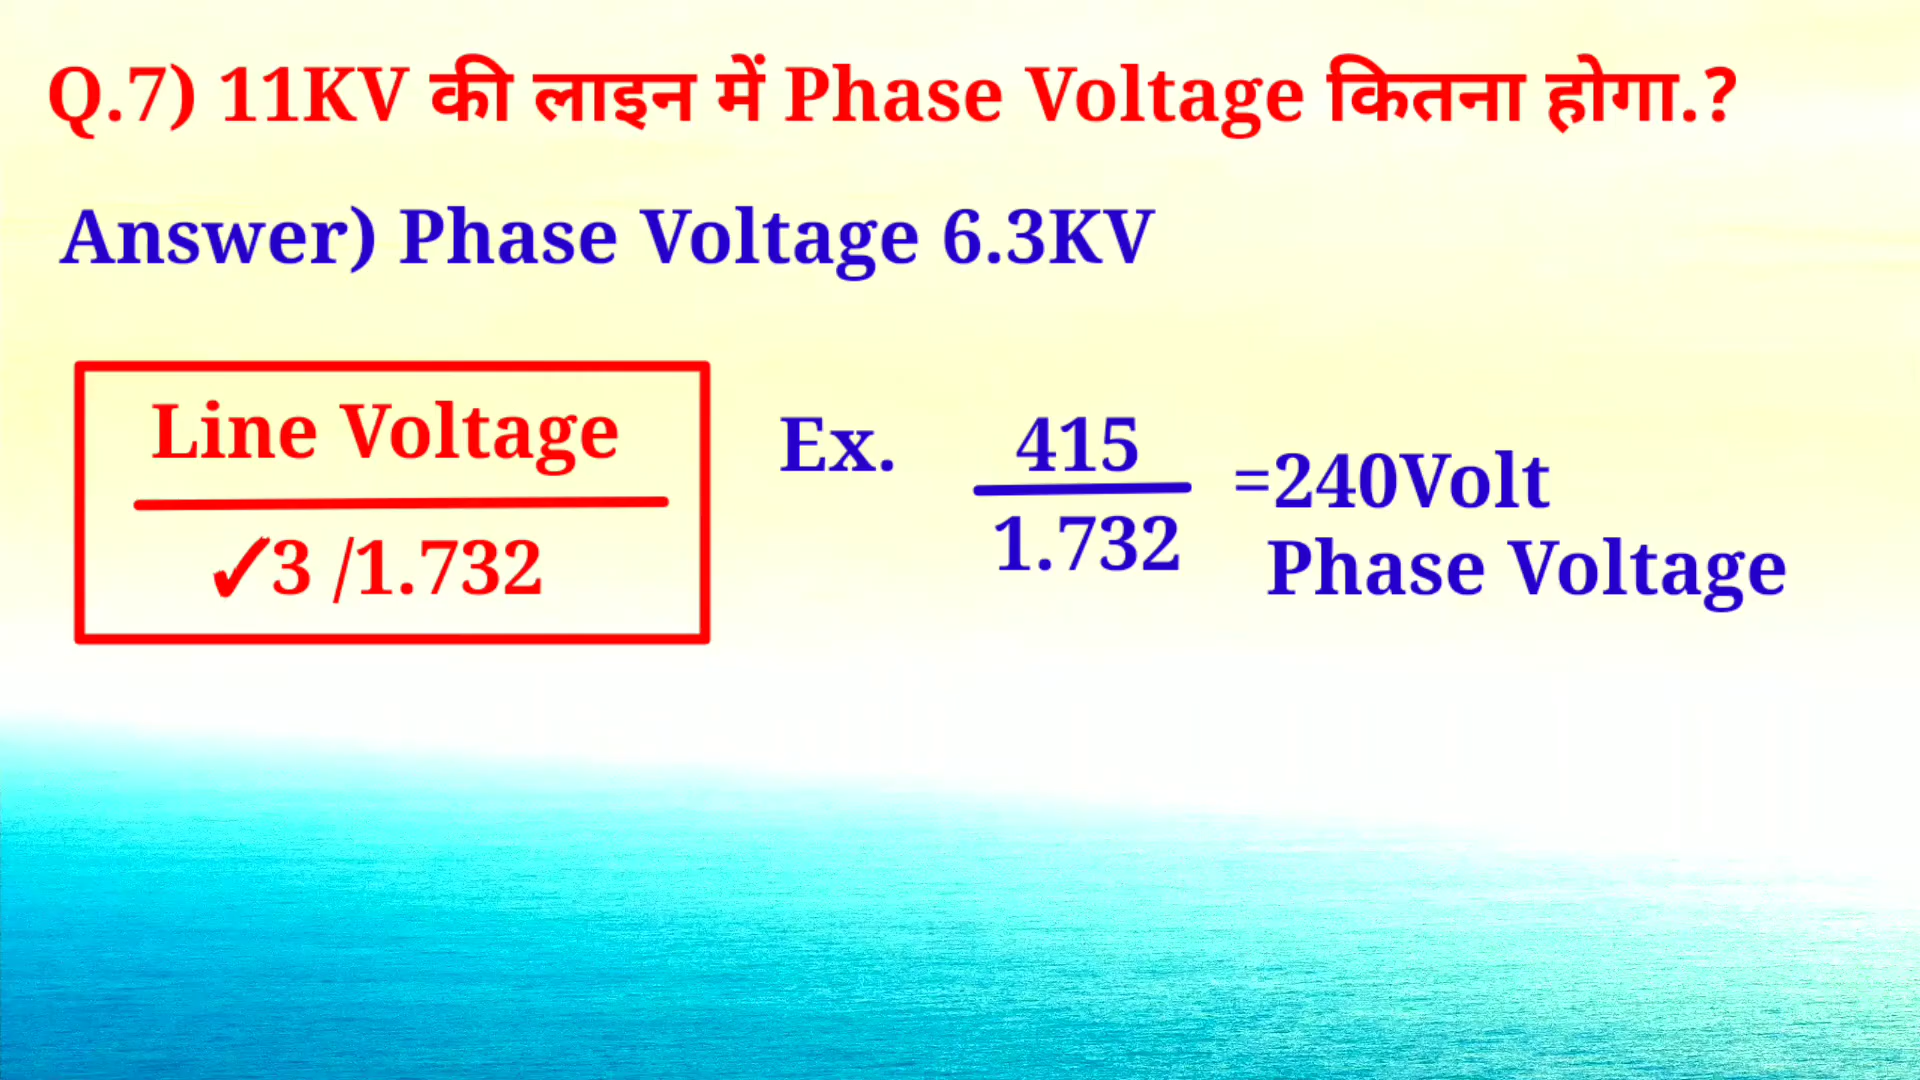 Q.7) 11KV की लाइन में Phase Voltage कितना होगा.?
Answer) Phase Voltage 6.3KV
Line Voltage
✓3 /1.732
Ex.
415
1.732
=240Volt
Phase Voltage